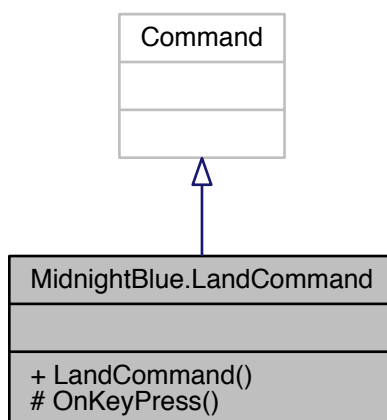 Command
MidnightBlue.LandCommand
+ LandCommand()
# OnKeyPress()